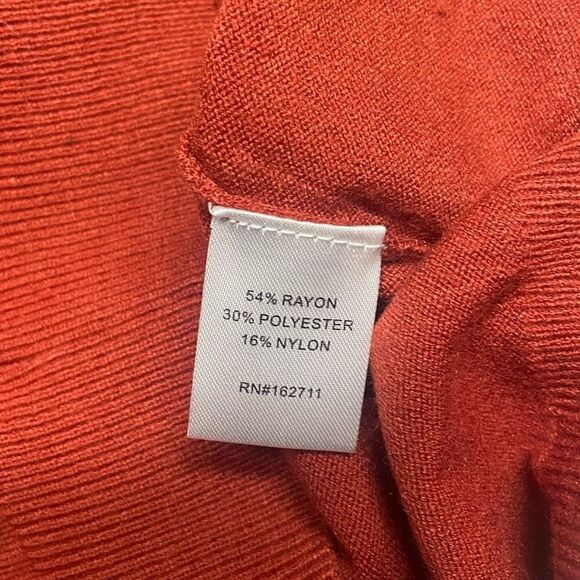 54% RAYON
30% POLYESTER
16% NYLON
RN#162711